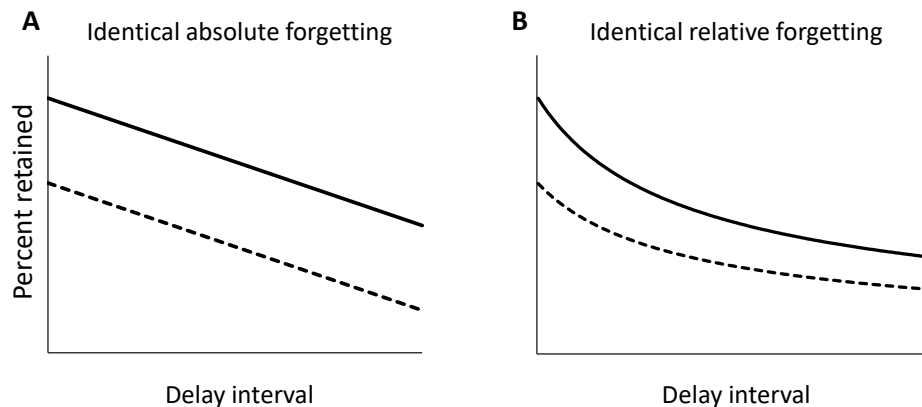 A
Identical absolute forgetting
Percent retained
Delay interval
B
Identical relative forgetting
Delay interval